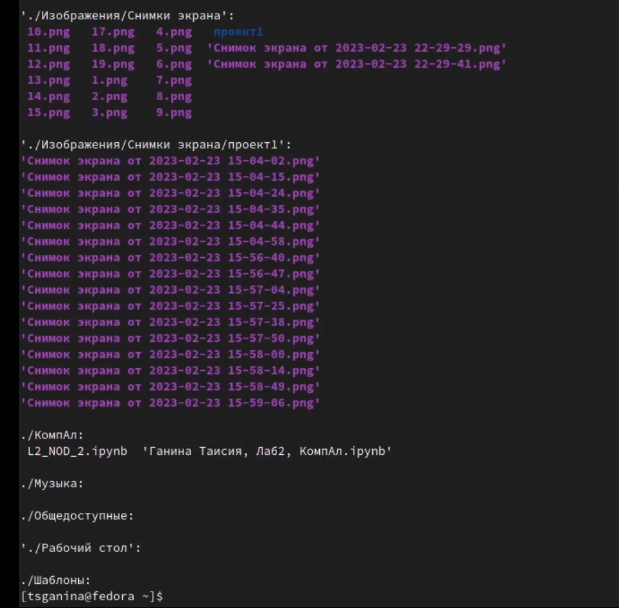 './Изображения/Снимки экрана':
10.png 17.png 4.png проект1
11.png 18.png 5.png 'Снимок экрана от 2023-02-23 22-29-29.png'
12.png 19.png 6.png 'Снимок экрана от 2023-02-23 22-29-41.png'
13.png 1.png 7.png
14.png 2.png 8.png
15.png 3.png 9.png
'./Изображения/Снимки экрана/проект1':
'Снимок экрана от 2023-02-23 15-04-02.png'
'Снимок экрана от 2023-02-23 15-04-15.png'
'Снимок экрана от 2023-02-23 15-04-24.png'
'Снимок экрана от 2023-02-23 15-04-35.png'
'Снимок экрана от 2023-02-23 15-04-44.png'
'Снимок экрана от 2023-02-23 15-04-58.png'
'Снимок экрана от 2023-02-23 15-56-40.png'
'Снимок экрана от 2023-02-23 15-56-47.png'
'Снимок экрана от 2023-02-23 15-57-04.png'
'Снимок экрана от 2023-02-23 15-57-25.png'
'Снимок экрана от 2023-02-23 15-57-38.png'
'Снимок экрана от 2023-02-23 15-57-50.png'
'Снимок экрана от 2023-02-23 15-58-00.png'
'Снимок экрана от 2023-02-23 15-58-14.png'
'Снимок экрана от 2023-02-23 15-58-49.png'
'Снимок экрана от 2023-02-23 15-59-06.png'
./КомпАл:
L2_NOD_2.ipynb 'Ганина Таисия, Лаб2, КомпАл.ipynb'
./Музыка:
./Общедоступные:
'./Рабочий стол':
./Шаблоны:
[tsganina@fedora ~]$